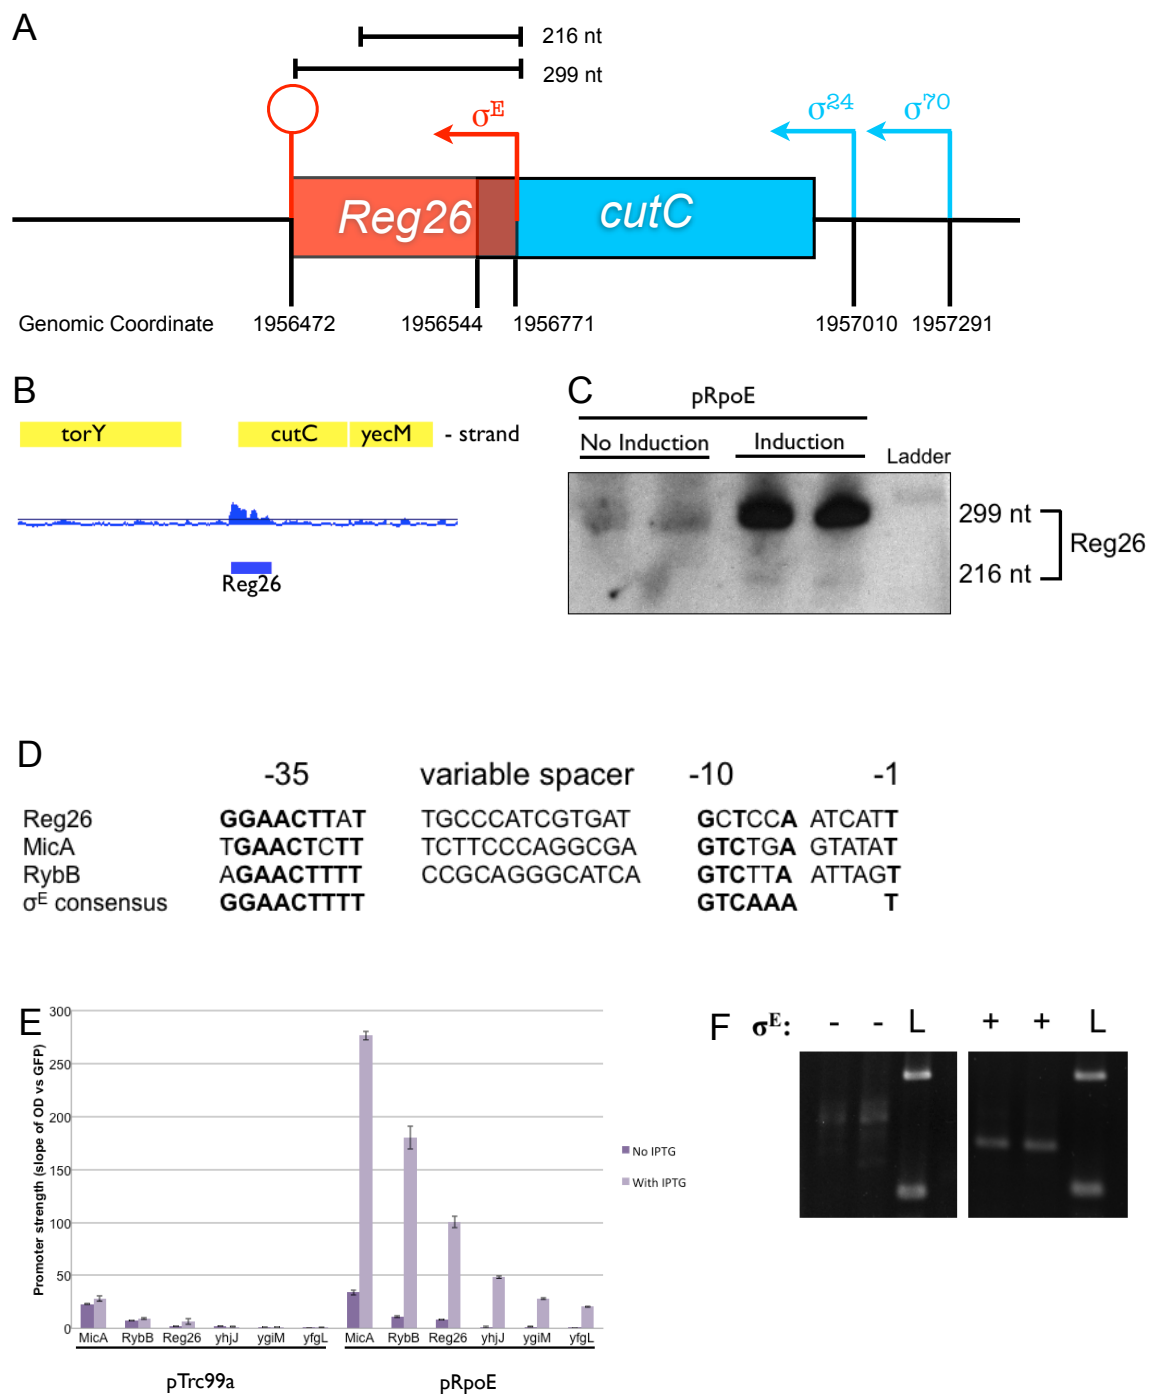 A
216 nt
299 nt
σE
σ24
σ70
Reg26
cutC
Genomic Coordinate
1956472
1956544
1956771
1957010
1957291
B
torY
cutC
yecM
- strand
Reg26
C
pRpoE
No Induction
Induction
Ladder
299 nt
216 nt
Reg26
D
-35 variable spacer -10 -1
Reg26 GGAACTTAT TGCCCATCGTGAT GCTCCA ATCATT
MicA TGAACTCTT TCTTCCCAGGCGA GTCTGA GTATAT
RybB AGAACTTTT CCGCAGGGCATCA GTCTTA ATTAGT
σE consensus GGAACTTTT GTCAAA T
E
Promoter strength (slope of OD vs GFP)
300
250
200
150
100
50
0
MicA RybB Reg26 yhjJ ygiM yfgL MicA RybB Reg26 yhjJ ygiM yfgL
pTrc99a pRpoE
No IPTG
With IPTG
F
σE: - - L + + L